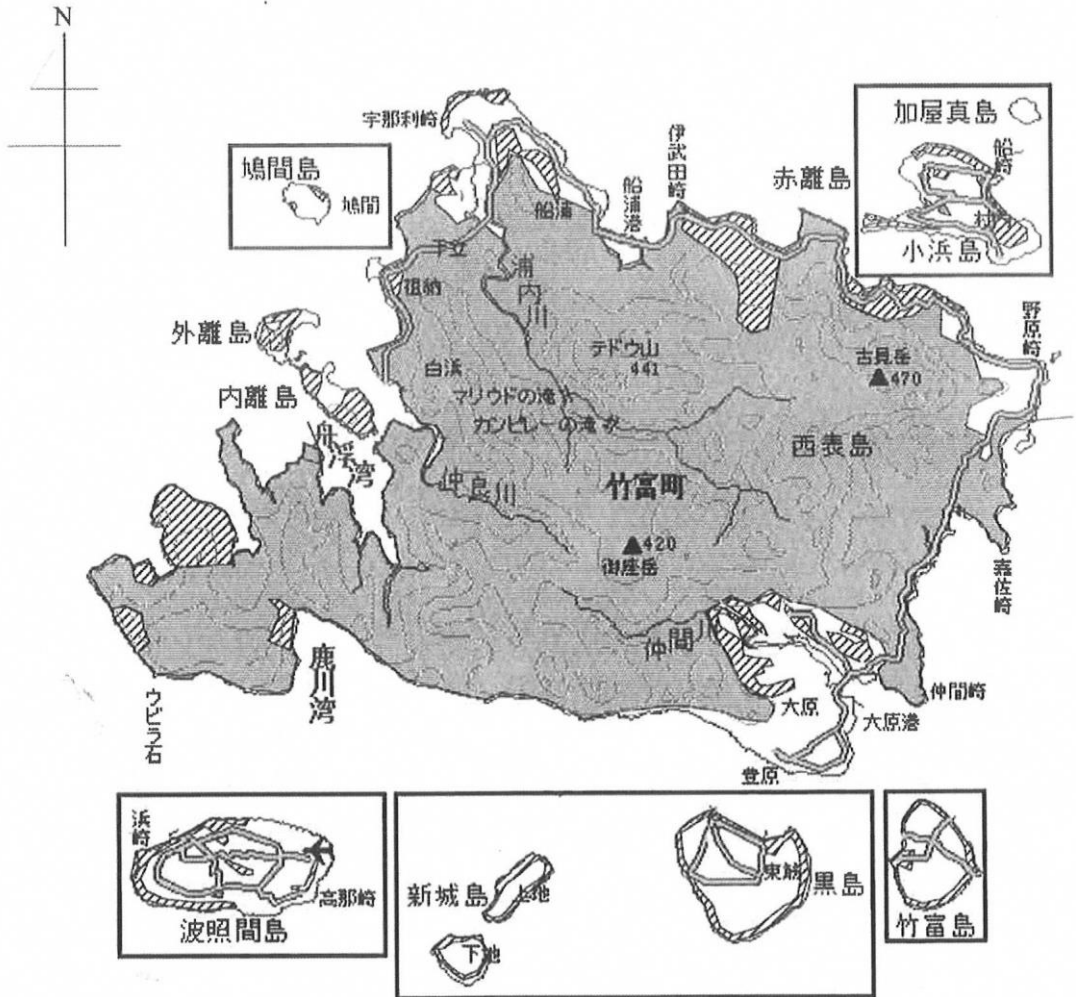 N
宇那利崎
伊武田崎
加屋真島
船崎
鳩間島
鳩間
船浦
船浦港
赤離島
村
小浜島
干立
浦内川
祖納
野原崎
外離島
白浜
テドウ山
441
古見岳
▲470
内離島
マリウドの滝
カンピレーの滝
舟浮湾
西表島
仲良川
竹富町
▲420
御座岳
嘉佐崎
仲間川
鹿川湾
ウビラ石
六原
六原港
仲間崎
豊原
浜崎
高那崎
波照間島
新城島
上地
下地
東筋
黒島
竹富島